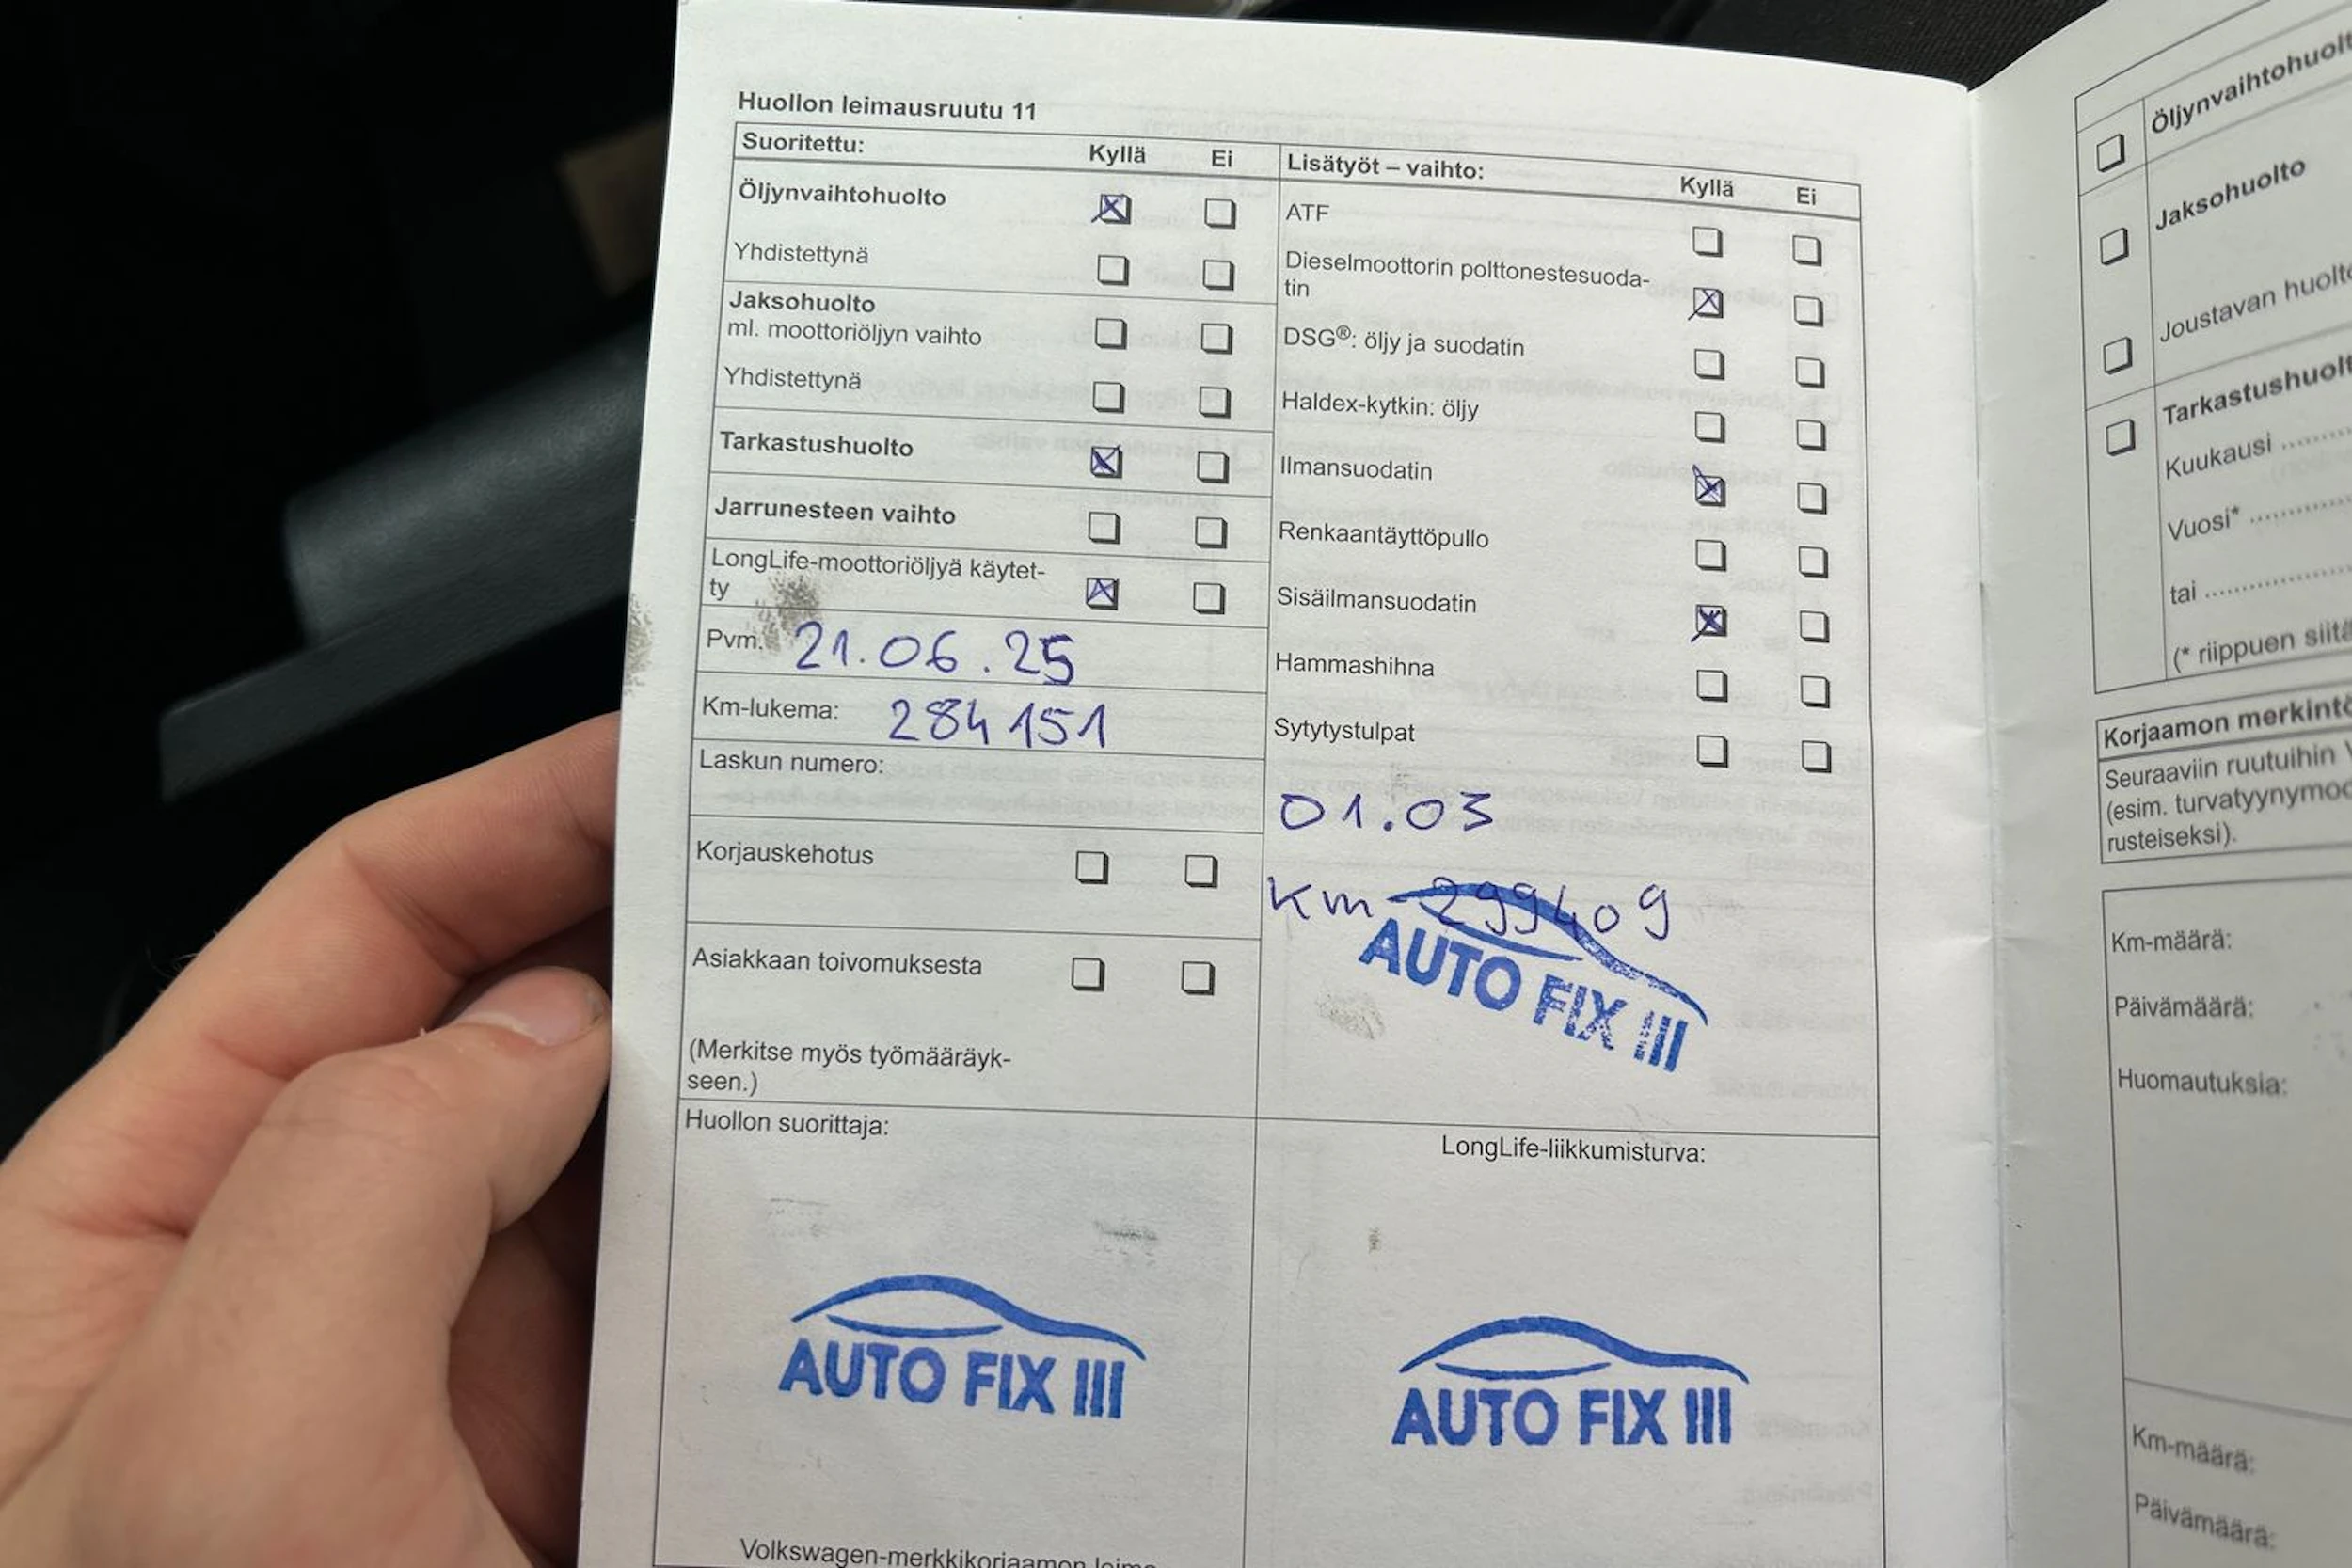 Huollon leimausruutu 11
Suoritettu: Kyllä Ei
Öljynvaihtohuolto
Yhdistettynä
Jaksohuolto
ml. moottoriöljyn vaihto
Yhdistettynä
Tarkastushuolto
Jarrunesteen vaihto
LongLife-moottoriöljyä käytet-
ty
Pvm. 21.06.25
Km-lukema: 284 151
Laskun numero:
Korjauskehotus
Asiakkaan toivomuksesta
(Merkitse myös työmääräyk-
seen.)
Huollon suorittaja:
AUTO FIX III
Volkswagen-merkkikorjaamon
Lisätyöt – vaihto: Kyllä Ei
ATF
Dieselmoottorin polttonestesuoda-
tin
DSG®: öljy ja suodatin
Haldex-kytkin: öljy
Ilmansuodatin
Renkaantäyttöpullo
Sisäilmansuodatin
Hammashihna
Sytytystulpat
01.03
Km 299409
AUTO FIX III
LongLife-liikkumisturva:
AUTO FIX III
Öljynvaihtohuolt
Jaksohuolto
Joustavan huolt
Tarkastushuolt
Kuukausi
Vuosi*
tai
(* riippuen siitä
Korjaamon merkintö
Seuraaviin ruutuihin V
(esim. turvatyynymod
rusteiseksi).
Km-määrä:
Päivämäärä:
Huomautuksia:
Km-määrä:
Päivämäärä: